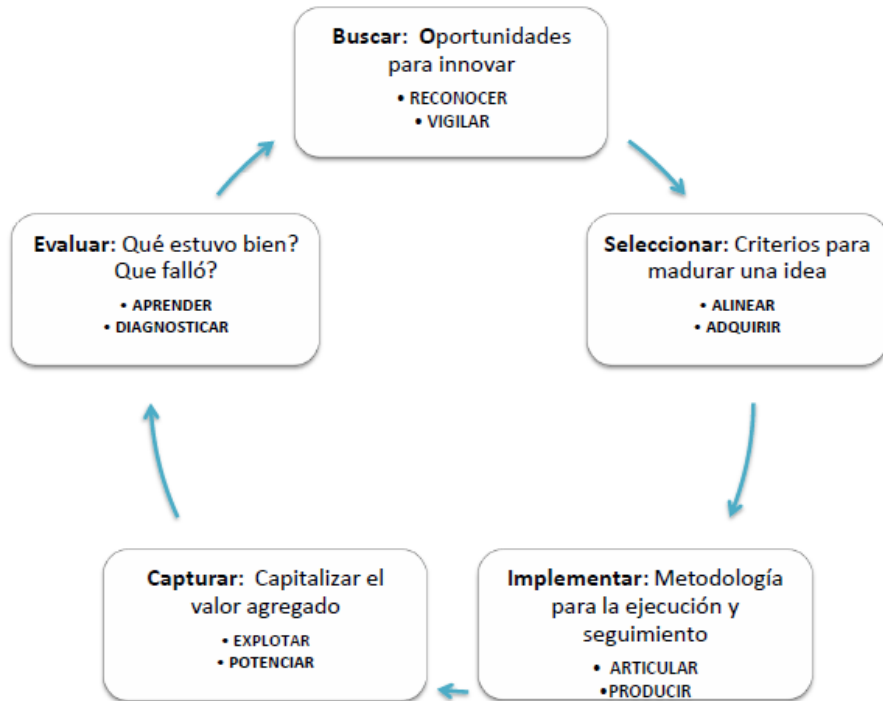 Buscar: Oportunidades
para innovar
• RECONOCER
• VIGILAR
Seleccionar: Criterios para
madurar una idea
• ALINEAR
• ADQUIRIR
Implementar: Metodología
para la ejecución y
seguimiento
• ARTICULAR
•PRODUCIR
Capturar: Capitalizar el
valor agregado
• EXPLOTAR
• POTENCIAR
Evaluar: Qué estuvo bien?
Que falló?
• APRENDER
• DIAGNOSTICAR